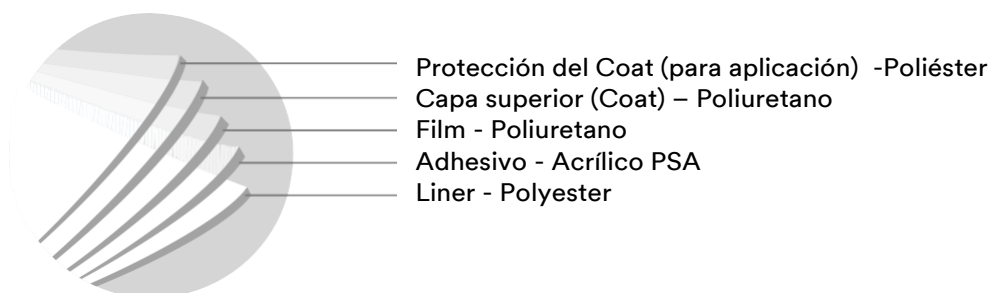 Protección del Coat (para aplicación) -Poliéster
Capa superior (Coat) – Poliuretano
Film - Poliuretano
Adhesivo - Acrílico PSA
Liner - Polyester